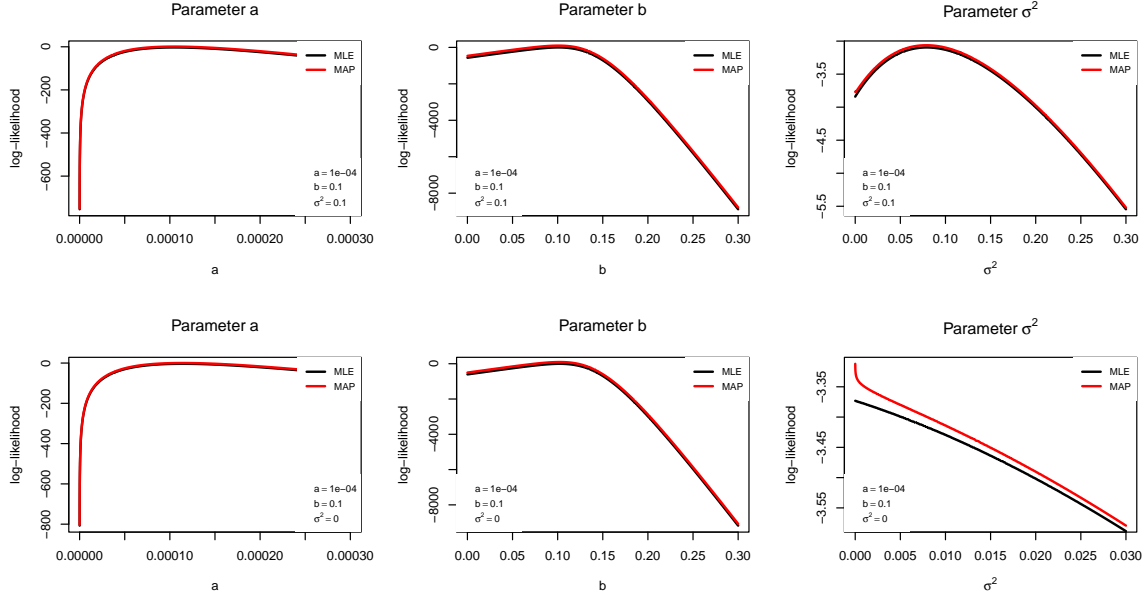 Parameter a
log−likelihood
0
−200
−400
−600
MLE
MAP
a = 1e−04
b = 0.1
σ² = 0.1
0.00000
0.00010
0.00020
0.00030
a
Parameter b
log−likelihood
0
−4000
−8000
MLE
MAP
a = 1e−04
b = 0.1
σ² = 0.1
0.00
0.05
0.10
0.15
0.20
0.25
0.30
b
Parameter σ²
log−likelihood
−3.5
−4.5
−5.5
MLE
MAP
a = 1e−04
b = 0.1
σ² = 0.1
0.00
0.05
0.10
0.15
0.20
0.25
0.30
σ²
Parameter a
log−likelihood
0
−200
−400
−600
−800
MLE
MAP
a = 1e−04
b = 0.1
σ² = 0
0.00000
0.00010
0.00020
0.00030
a
Parameter b
log−likelihood
0
−4000
−8000
MLE
MAP
a = 1e−04
b = 0.1
σ² = 0
0.00
0.05
0.10
0.15
0.20
0.25
0.30
b
Parameter σ²
log−likelihood
−3.35
−3.45
−3.55
MLE
MAP
a = 1e−04
b = 0.1
σ² = 0
0.000
0.005
0.010
0.015
0.020
0.025
0.030
σ²